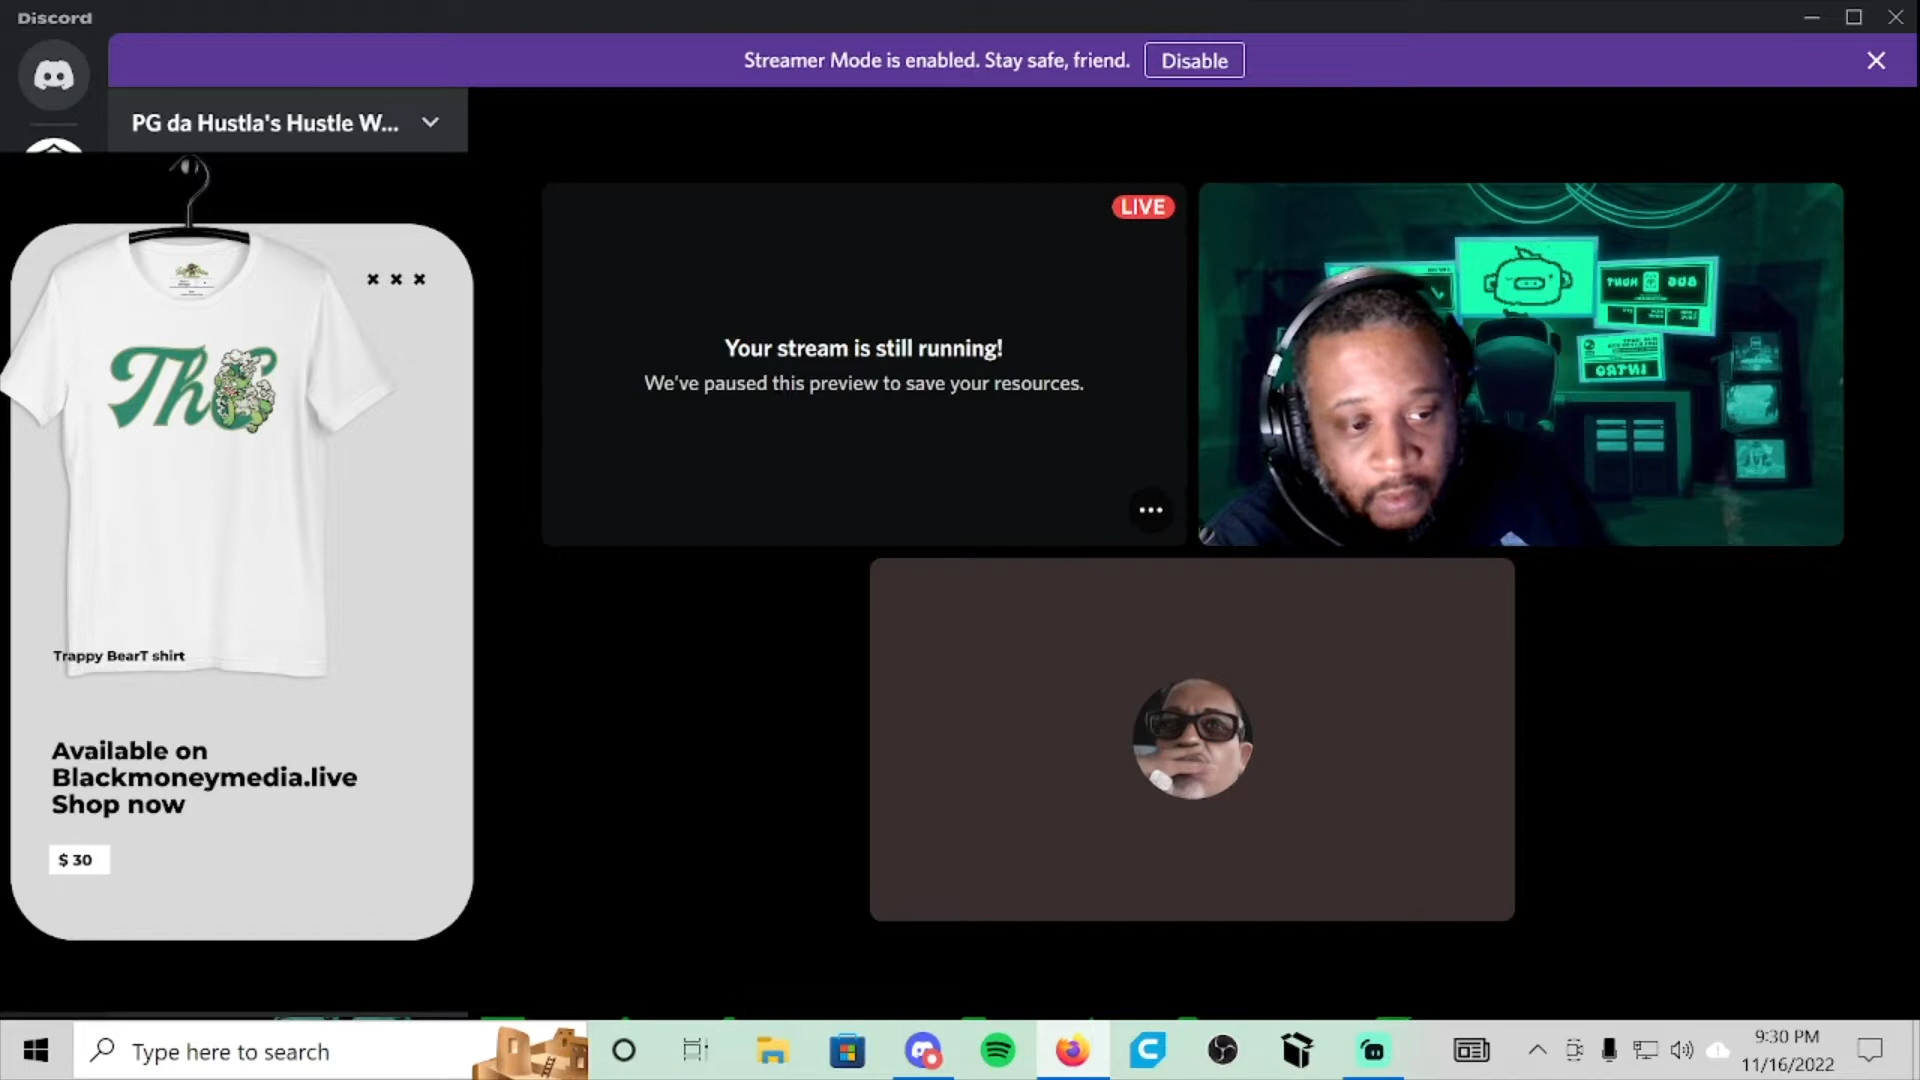 Discord
Streamer Mode is enabled. Stay safe, friend.
Disable
PG da Hustla's Hustle W...
LIVE
Your stream is still running!
We've paused this preview to save your resources.
ThC
Trappy BearT shirt
Available on
Blackmoneymedia.live
Shop now
$ 30
Type here to search
9:30 PM
11/16/2022